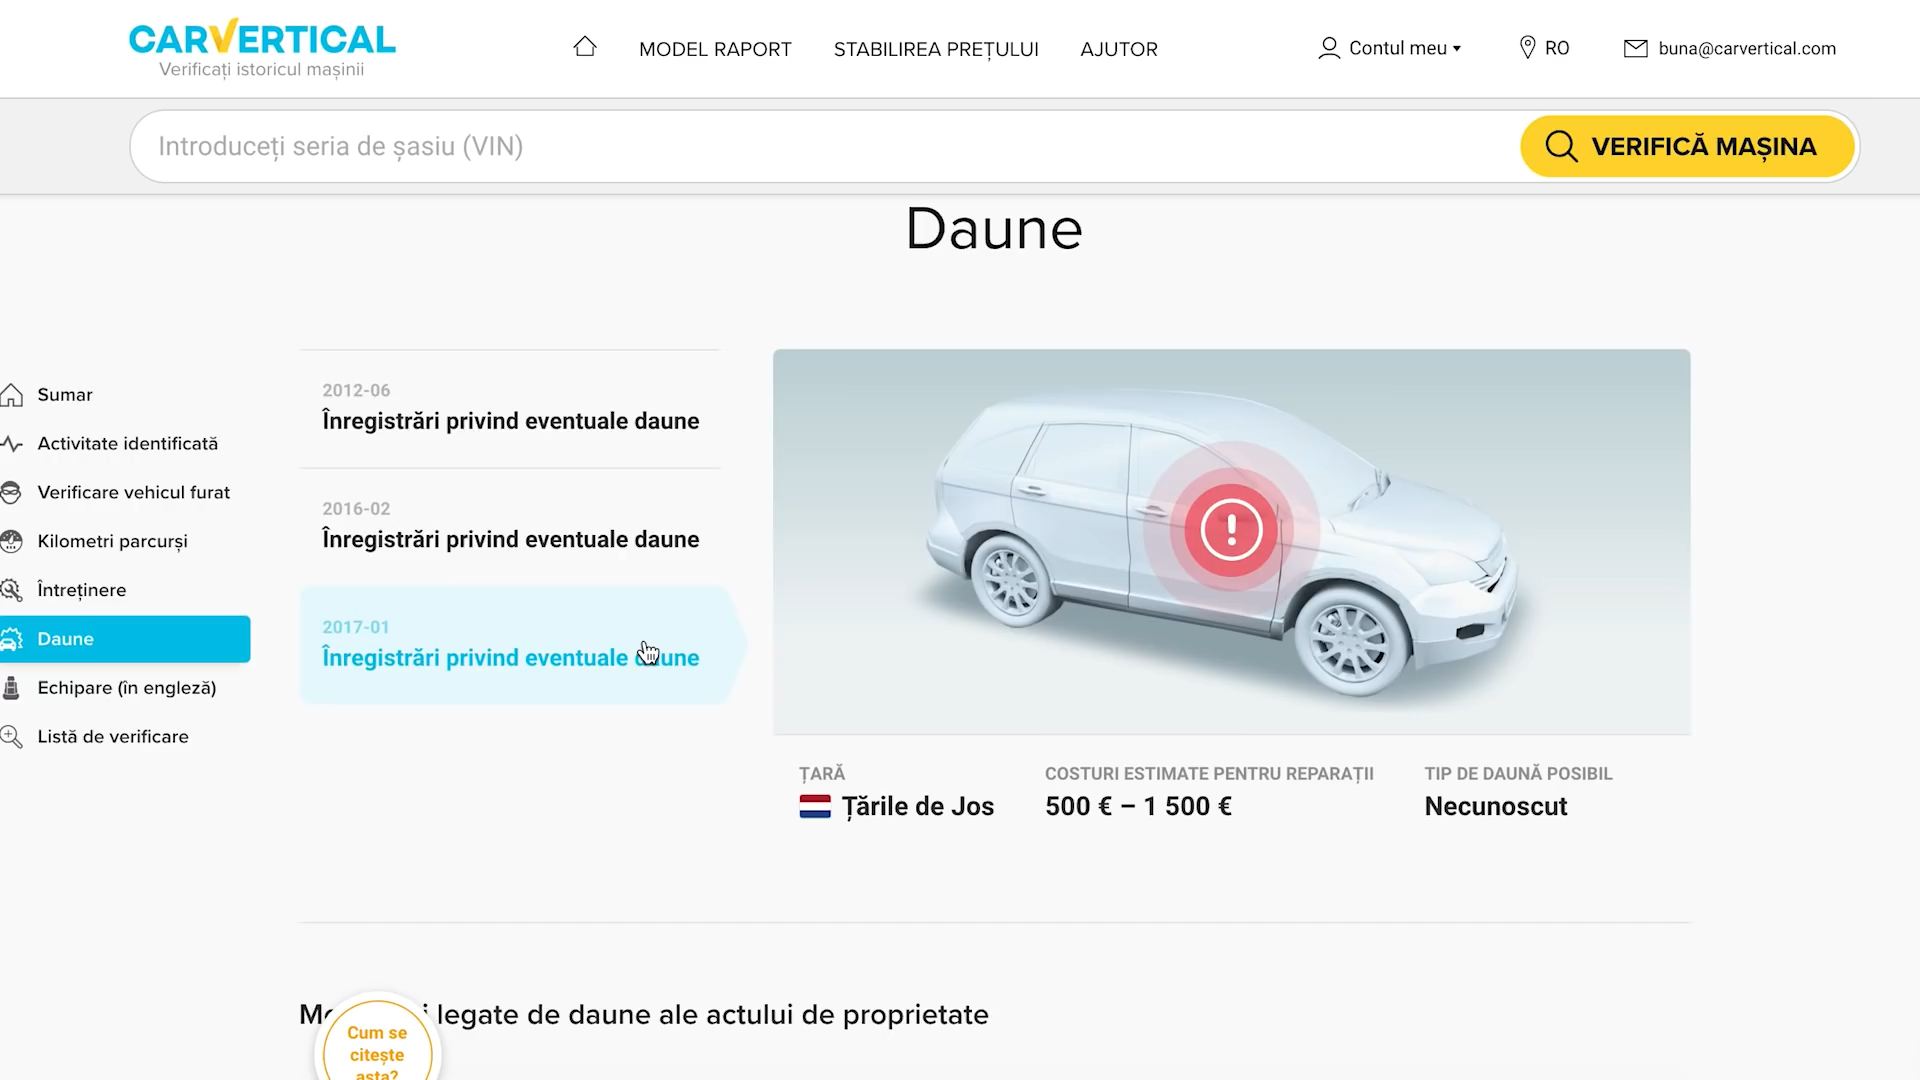 CARVERTICAL
Verificați istoricul mașinii
MODEL RAPORT
STABILIREA PREȚULUI
AJUTOR
Contul meu
RO
buna@carvertical.com
Introduceți seria de șasiu (VIN)
VERIFICĂ MAȘINA
Daune
Sumar
Activitate identificată
Verificare vehicul furat
Kilometri parcurși
Întreținere
Daune
Echipare (în engleză)
Listă de verificare
2012-06
Înregistrări privind eventuale daune
2016-02
Înregistrări privind eventuale daune
2017-01
Înregistrări privind eventuale daune
ȚARĂ
Țările de Jos
COSTURI ESTIMATE PENTRU REPARAȚII
500 € – 1 500 €
TIP DE DAUNĂ POSIBIL
Necunoscut
legate de daune ale actului de proprietate
Cum se
citește
asta?